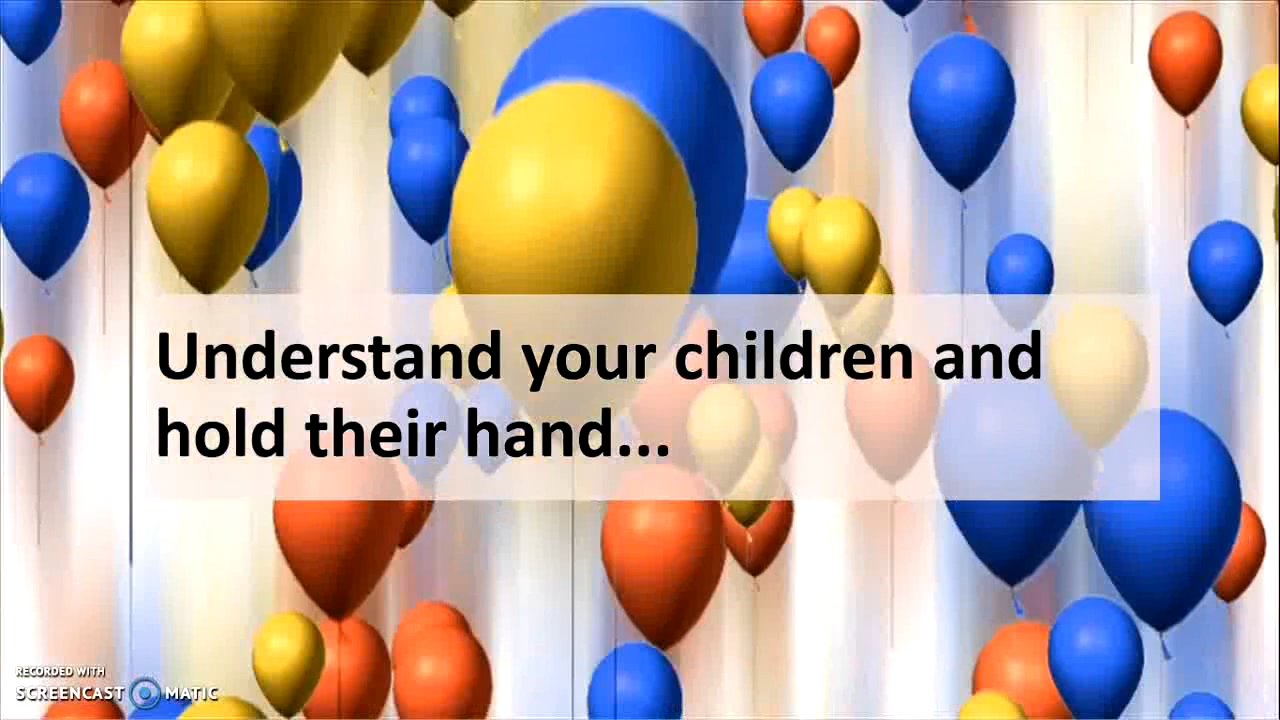 Understand your children and
hold their hand...
RECORDED WITH
SCREENCAST MATIC